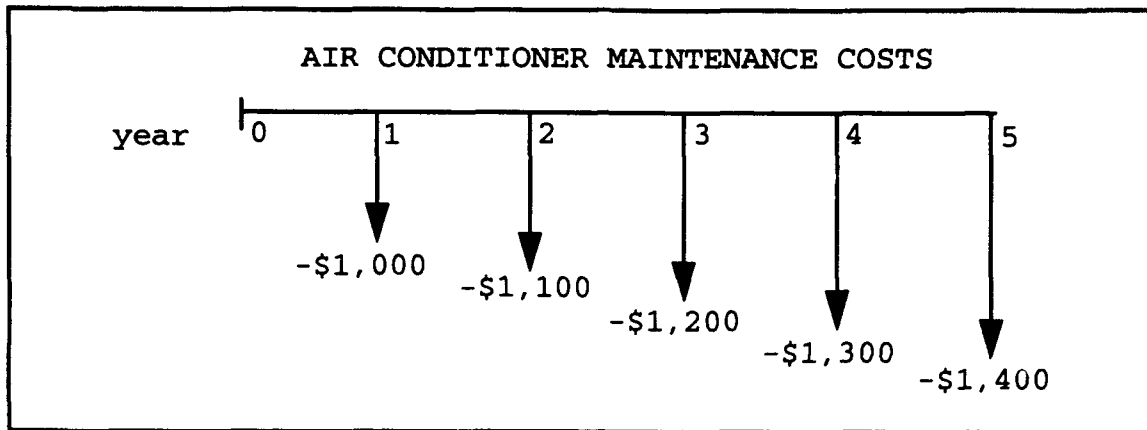 AIR CONDITIONER MAINTENANCE COSTS
year 0 1 2 3 4 5
-$1,000
-$1,100
-$1,200
-$1,300
-$1,400